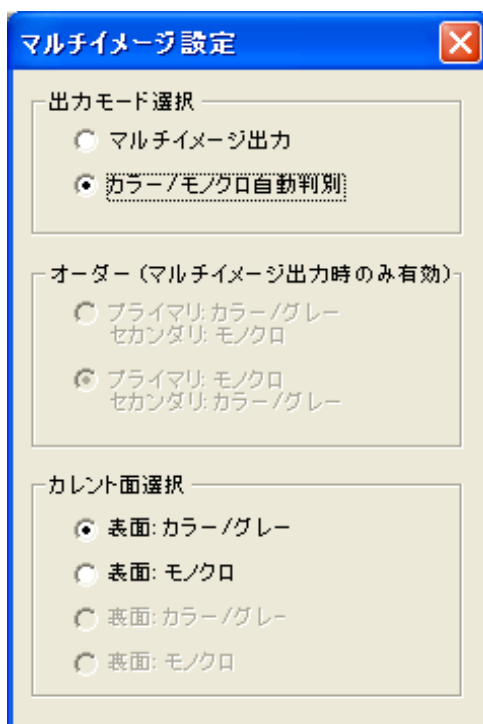 マルチイメージ設定
出力モード選択
マルチイメージ出力
カラー/モノクロ自動判別
オーダー(マルチイメージ出力時のみ有効)
プライマリ:カラー/グレー
セカンダリ:モノクロ
プライマリ:モノクロ
セカンダリ:カラー/グレー
カレント面選択
表面:カラー/グレー
表面:モノクロ
裏面:カラー/グレー
裏面:モノクロ